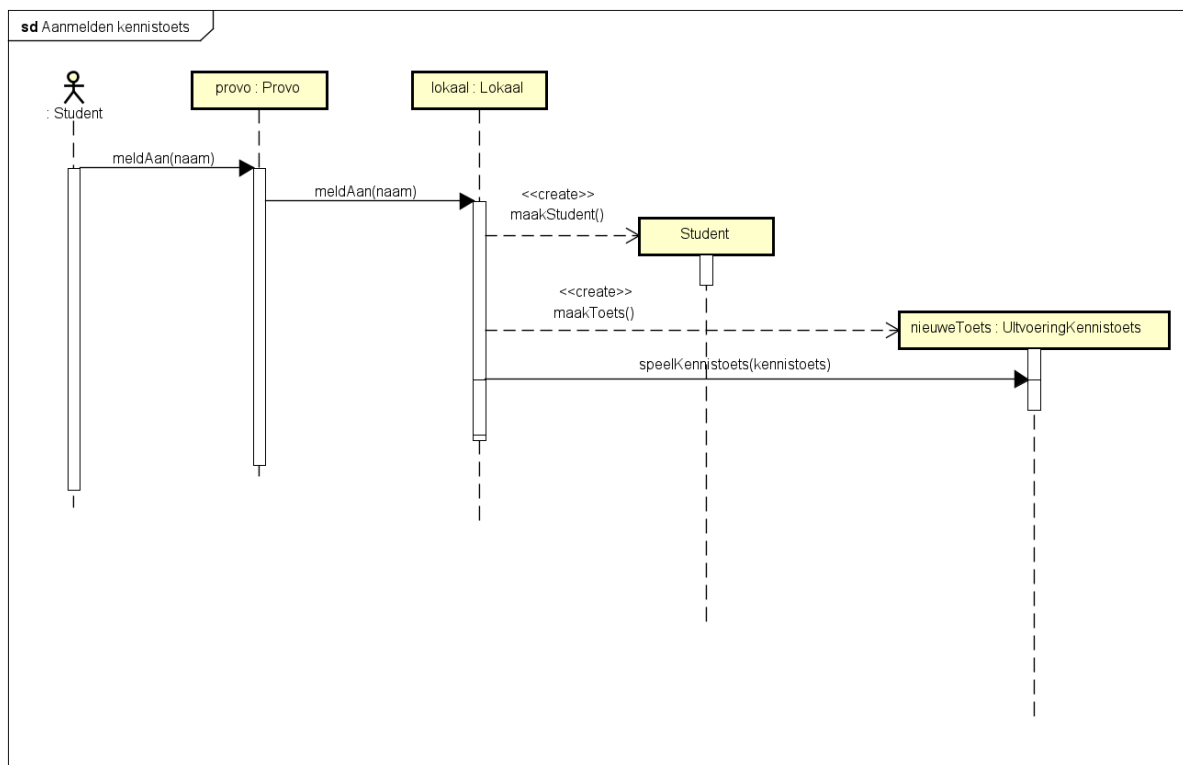 sd Aanmelden kennistoets
: Student
provo : Provo
lokaal : Lokaal
meldAan(naam)
meldAan(naam)
<<create>>
maakStudent()
Student
<<create>>
maakToets()
nieuweToets : UItvoeringKennistoets
speelKennistoets(kennistoets)